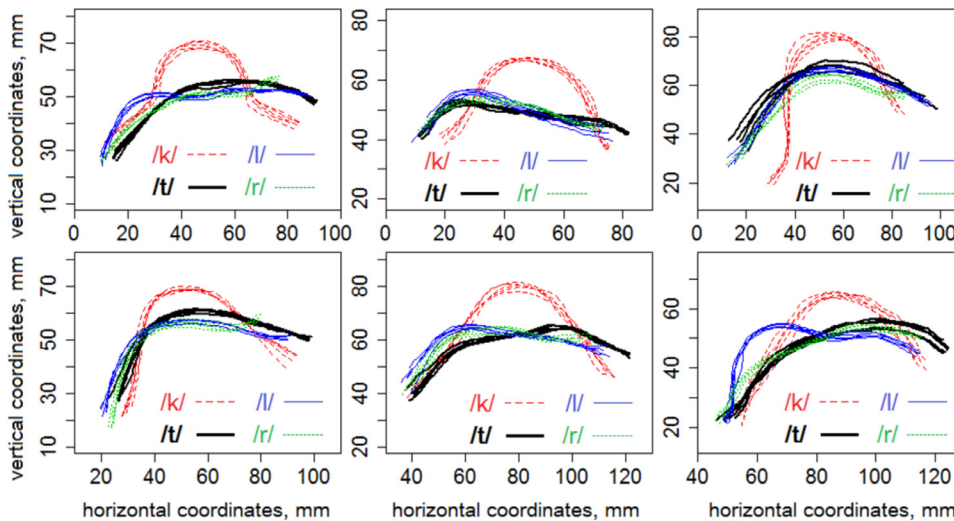 vertical coordinates, mm
10 30 50 70
/k/ /l/
/t/ /r/
0 20 40 60 80 100
20 40 60 80
/k/ /l/
/t/ /r/
0 20 40 60 80
20 40 60 80
/k/ /l/
/t/ /r/
0 20 40 60 80 100
vertical coordinates, mm
10 30 50 70
/k/ /l/
/t/ /r/
20 40 60 80 100
horizontal coordinates, mm
20 40 60 80
/k/ /l/
/t/ /r/
40 60 80 100 120
horizontal coordinates, mm
20 40 60
/k/ /l/
/t/ /r/
40 60 80 100 120
horizontal coordinates, mm